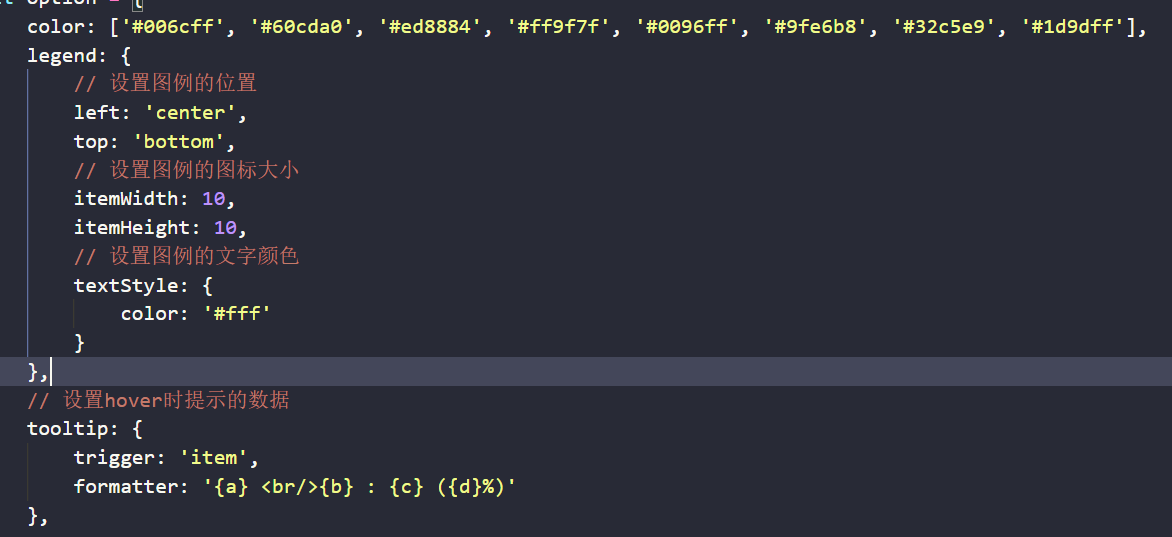 option = {
color: ['#006cff', '#60cda0', '#ed8884', '#ff9f7f', '#0096ff', '#9fe6b8', '#32c5e9', '#1d9dff'],
legend: {
// 设置图例的位置
left: 'center',
top: 'bottom',
// 设置图例的图标大小
itemWidth: 10,
itemHeight: 10,
// 设置图例的文字颜色
textStyle: {
color: '#fff'
}
},
// 设置hover时提示的数据
tooltip: {
trigger: 'item',
formatter: '{a} <br/>{b} : {c} ({d}%)'
},